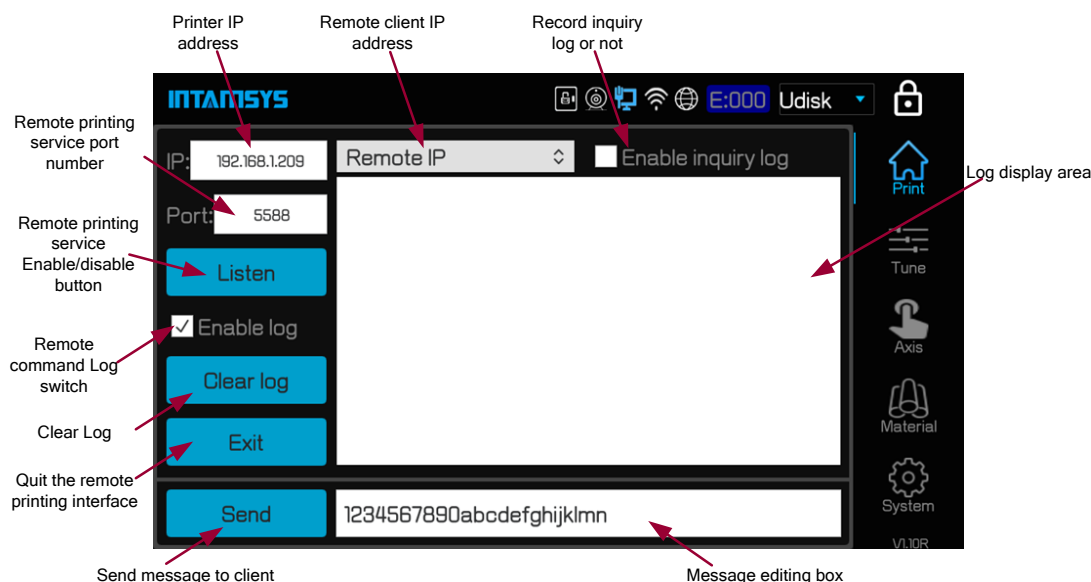 Printer IP
address
Remote client IP
address
Record inquiry
log or not
INTAMSYS
E:000
Udisk
Remote printing
service port
number
IP:
192.168.1.209
Remote IP
Enable inquiry log
Print
Log display area
Port:
5588
Remote printing
service
Enable/disable
button
Listen
Tune
Enable log
Remote
command Log
switch
Axis
Clear log
Clear Log
Material
Exit
Quit the remote
printing interface
System
Send
1234567890abcdefghijklmn
V1.10R
Send message to client
Message editing box